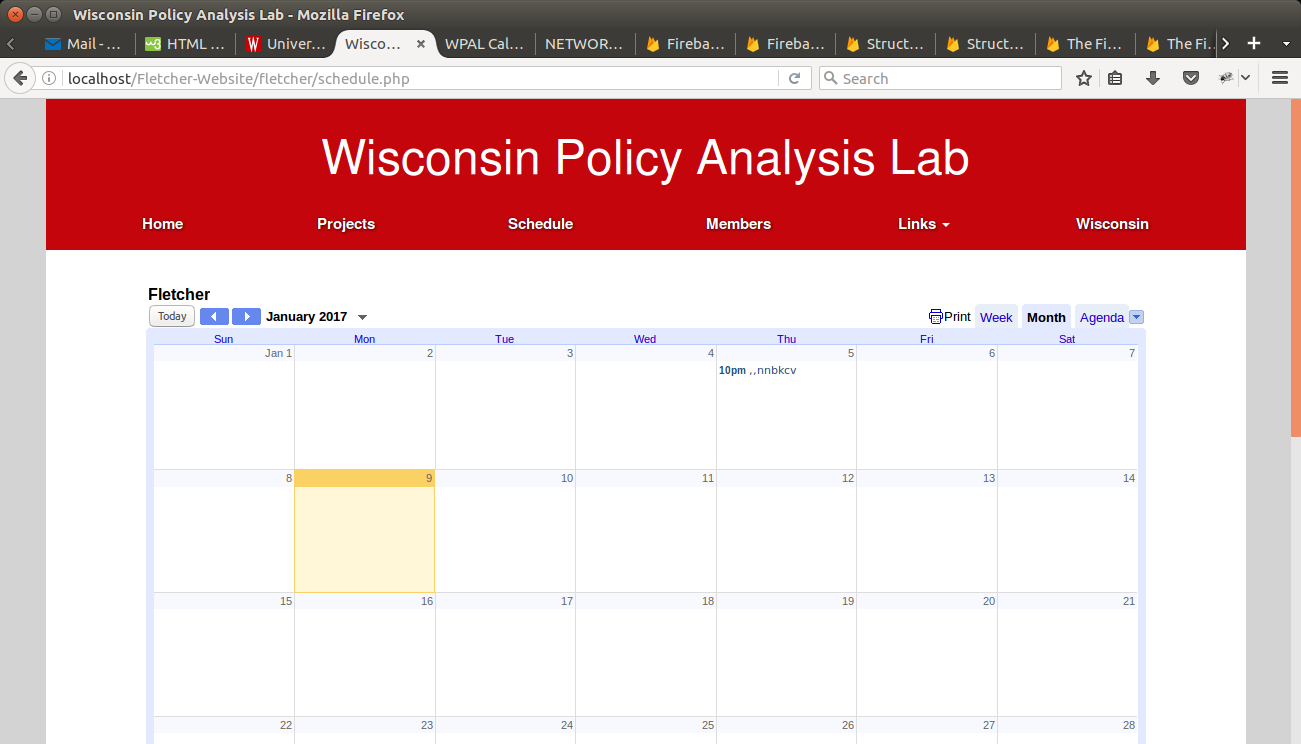 Wisconsin Policy Analysis Lab - Mozilla Firefox
Mail -... HTML ... Univer... Wisco... WPAL Cal... NETWOR... Fireba... Fireba... Struct... Struct... The Fi... The Fi...
localhost/Fletcher-Website/fletcher/schedule.php Search
Wisconsin Policy Analysis Lab
Home Projects Schedule Members Links Wisconsin
Fletcher
Today January 2017 Print Week Month Agenda
Sun Mon Tue Wed Thu Fri Sat
Jan 1 2 3 4 5 6 7
10pm ,,nnbkcv
8 9 10 11 12 13 14
15 16 17 18 19 20 21
22 23 24 25 26 27 28